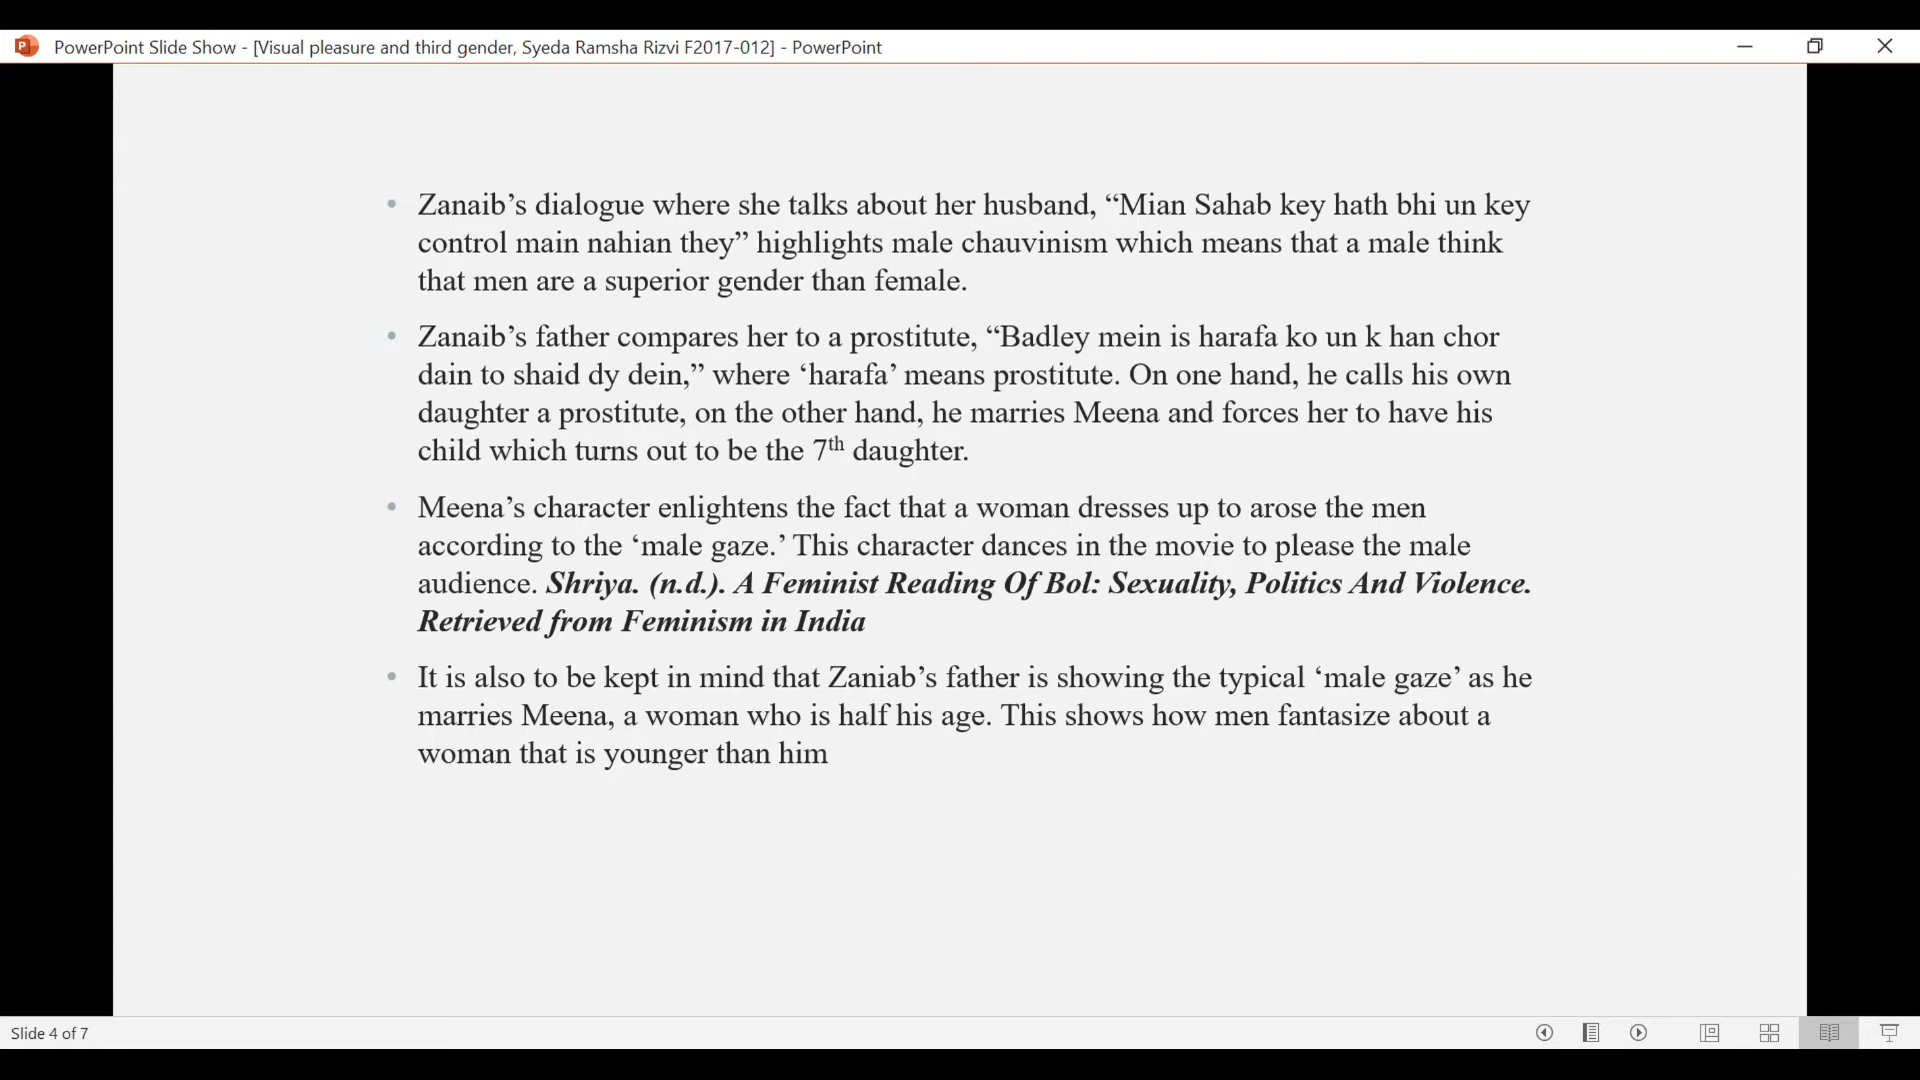 PowerPoint Slide Show - [Visual pleasure and third gender, Syeda Ramsha Rizvi F2017-012] - PowerPoint
• Zanaib’s dialogue where she talks about her husband, “Mian Sahab key hath bhi un key
control main nahian they” highlights male chauvinism which means that a male think
that men are a superior gender than female.
• Zanaib’s father compares her to a prostitute, “Badley mein is harafa ko un k han chor
dain to shaid dy dein,” where ‘harafa’ means prostitute. On one hand, he calls his own
daughter a prostitute, on the other hand, he marries Meena and forces her to have his
child which turns out to be the 7th daughter.
• Meena’s character enlightens the fact that a woman dresses up to arose the men
according to the ‘male gaze.’ This character dances in the movie to please the male
audience. Shriya. (n.d.). A Feminist Reading Of Bol: Sexuality, Politics And Violence.
Retrieved from Feminism in India
• It is also to be kept in mind that Zaniab’s father is showing the typical ‘male gaze’ as he
marries Meena, a woman who is half his age. This shows how men fantasize about a
woman that is younger than him
Slide 4 of 7